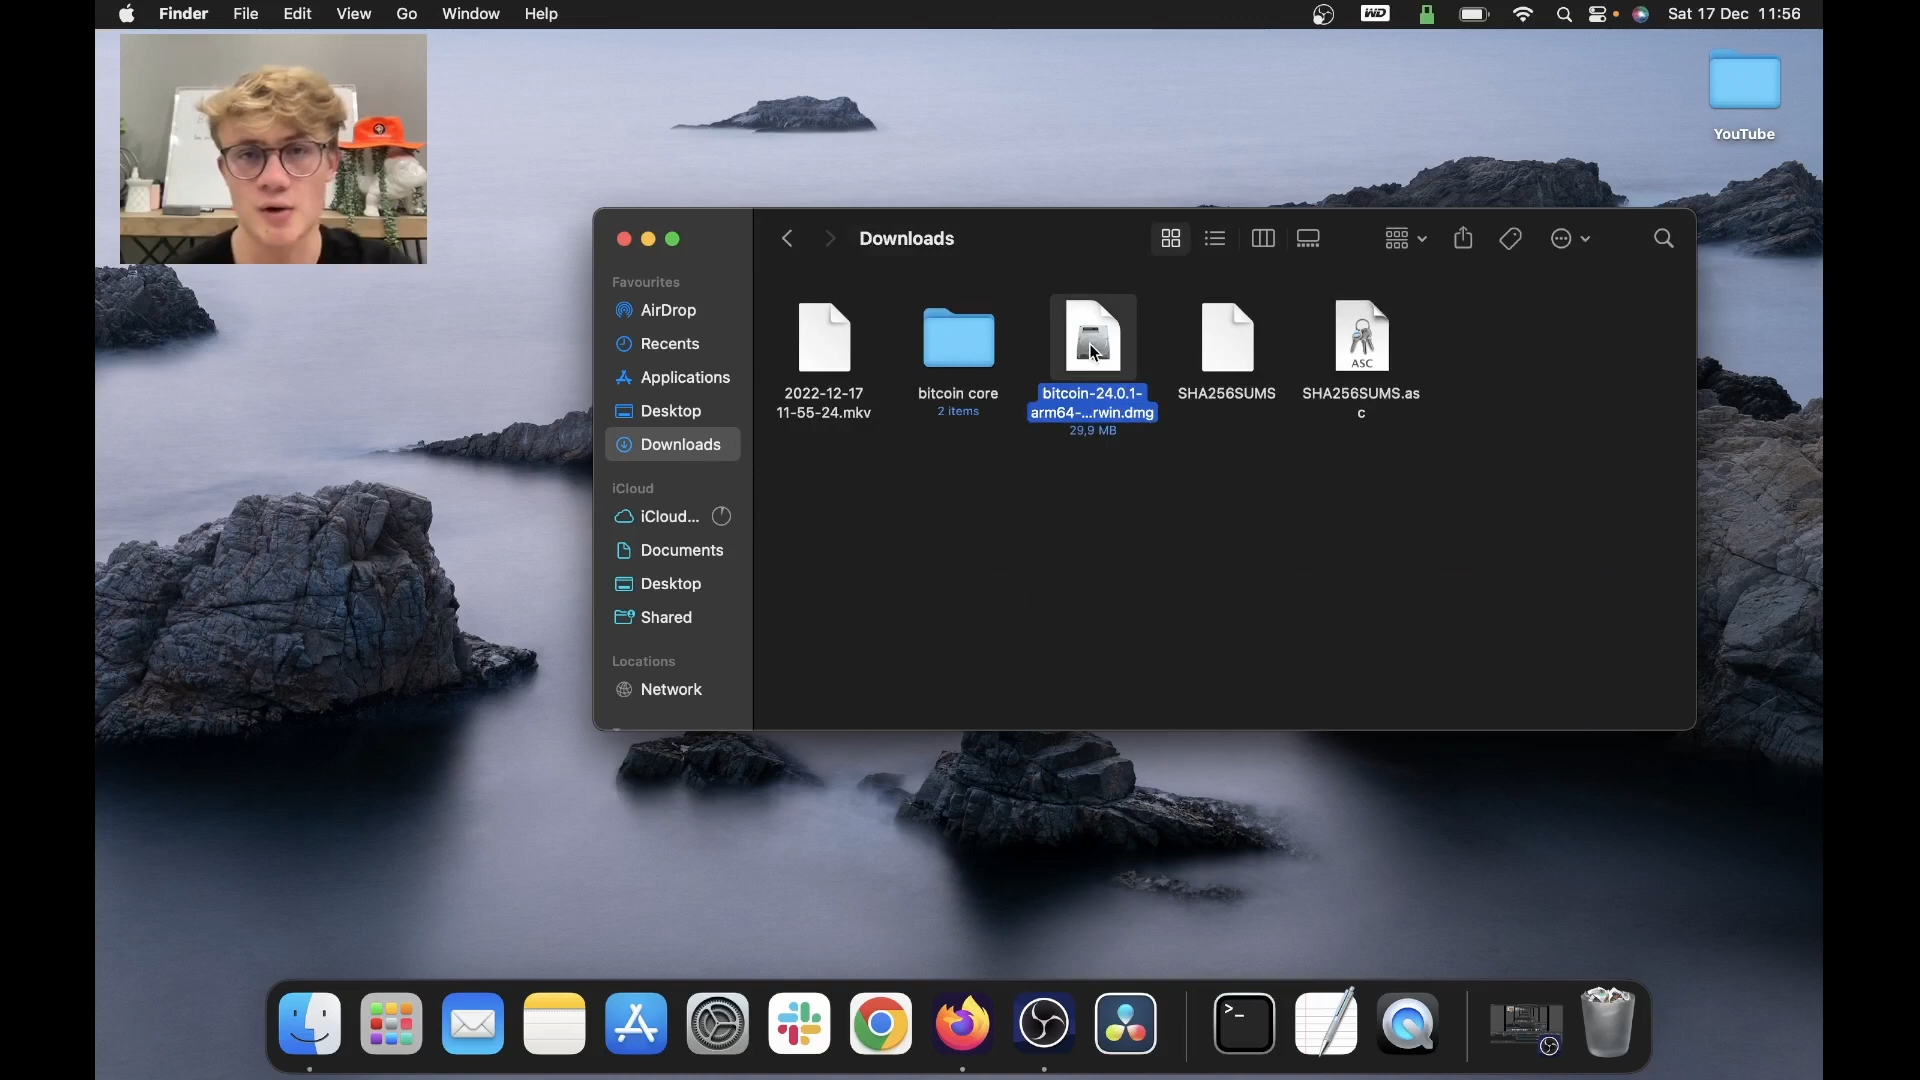 Finder File Edit View Go Window Help WD Sat 17 Dec 11:56
YouTube
Downloads
Favourites
AirDrop
Recents
Applications
Desktop
Downloads
iCloud
iCloud...
Documents
Desktop
Shared
Locations
Network
2022-12-17
11-55-24.mkv
bitcoin core
2 items
bitcoin-24.0.1-
arm64-...rwin.dmg
29,9 MB
SHA256SUMS
ASC
SHA256SUMS.as
c
>_